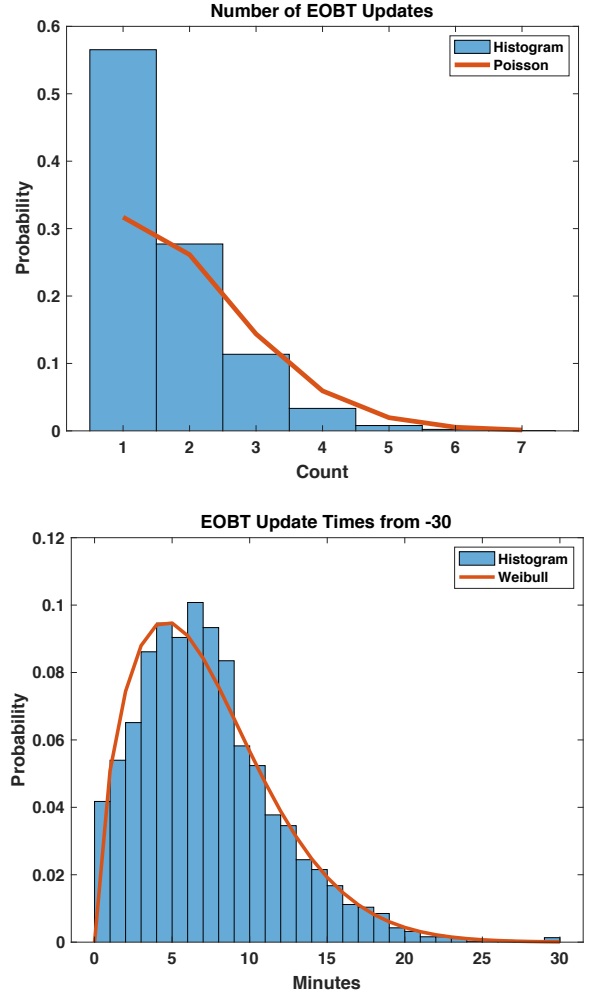 Number of EOBT Updates
0.6
0.5
0.4
0.3
0.2
0.1
0
Probability
Histogram
Poisson
1 2 3 4 5 6 7
Count
EOBT Update Times from -30
0.12
0.1
0.08
0.06
0.04
0.02
0
Probability
Histogram
Weibull
0 5 10 15 20 25 30
Minutes